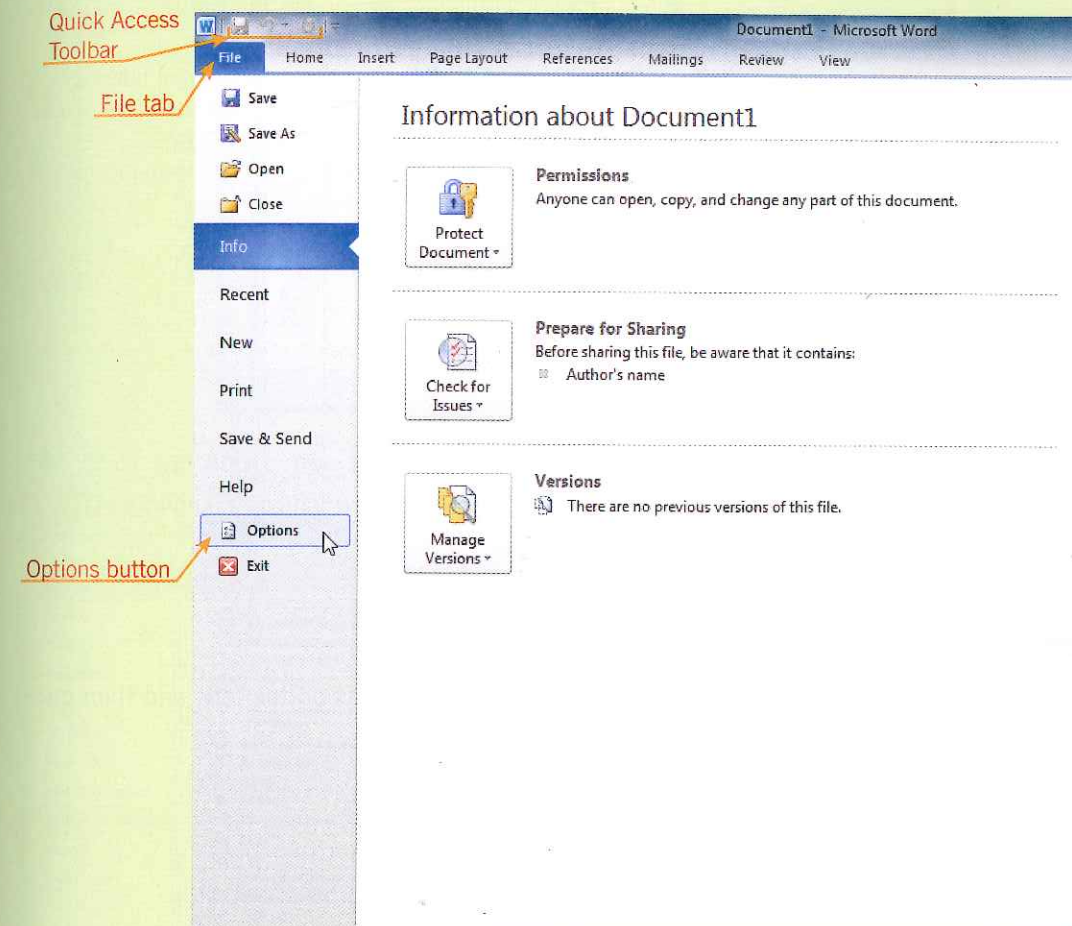 Quick Access
Toolbar
W
Document1 - Microsoft Word
File Home Insert Page Layout References Mailings Review View
File tab
Save
Save As
Open
Close
Info
Recent
New
Print
Save & Send
Help
Options
Options button
Exit
Information about Document1
Protect
Document
Permissions
Anyone can open, copy, and change any part of this document.
Check for
Issues
Prepare for Sharing
Before sharing this file, be aware that it contains:
Author's name
Manage
Versions
Versions
There are no previous versions of this file.